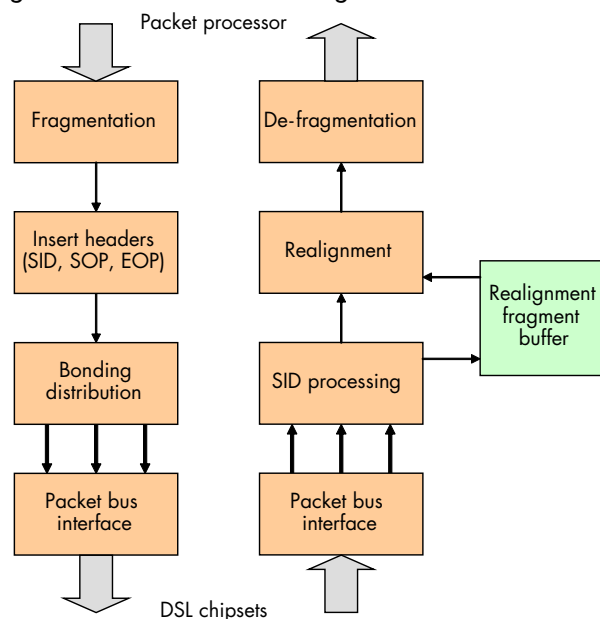 Packet processor
Fragmentation
Insert headers
(SID, SOP, EOP)
Bonding
distribution
Packet bus
interface
De-fragmentation
Realignment
Realignment
fragment
buffer
SID processing
Packet bus
interface
DSL chipsets